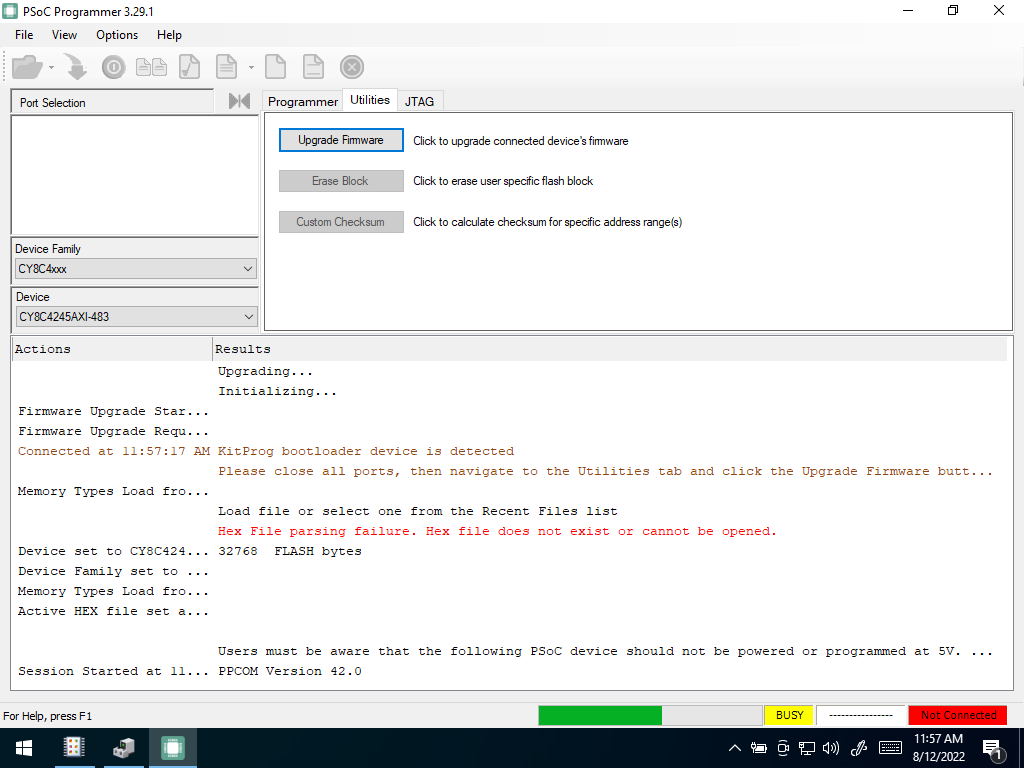 PSoC Programmer 3.29.1
File View Options Help
Port Selection
Programmer Utilities JTAG
Upgrade Firmware Click to upgrade connected device's firmware
Erase Block Click to erase user specific flash block
Custom Checksum Click to calculate checksum for specific address range(s)
Device Family
CY8C4xxx
Device
CY8C4245AXI-483
Actions Results
Upgrading...
Initializing...
Firmware Upgrade Star...
Firmware Upgrade Requ...
Connected at 11:57:17 AM KitProg bootloader device is detected
Please close all ports, then navigate to the Utilities tab and click the Upgrade Firmware butt...
Memory Types Load fro...
Load file or select one from the Recent Files list
Hex File parsing failure. Hex file does not exist or cannot be opened.
Device set to CY8C424... 32768 FLASH bytes
Device Family set to ...
Memory Types Load fro...
Active HEX file set a...
Users must be aware that the following PSoC device should not be powered or programmed at 5V. ...
Session Started at 11... PPCOM Version 42.0
For Help, press F1 BUSY ---------------- Not Connected
11:57 AM
8/12/2022
1